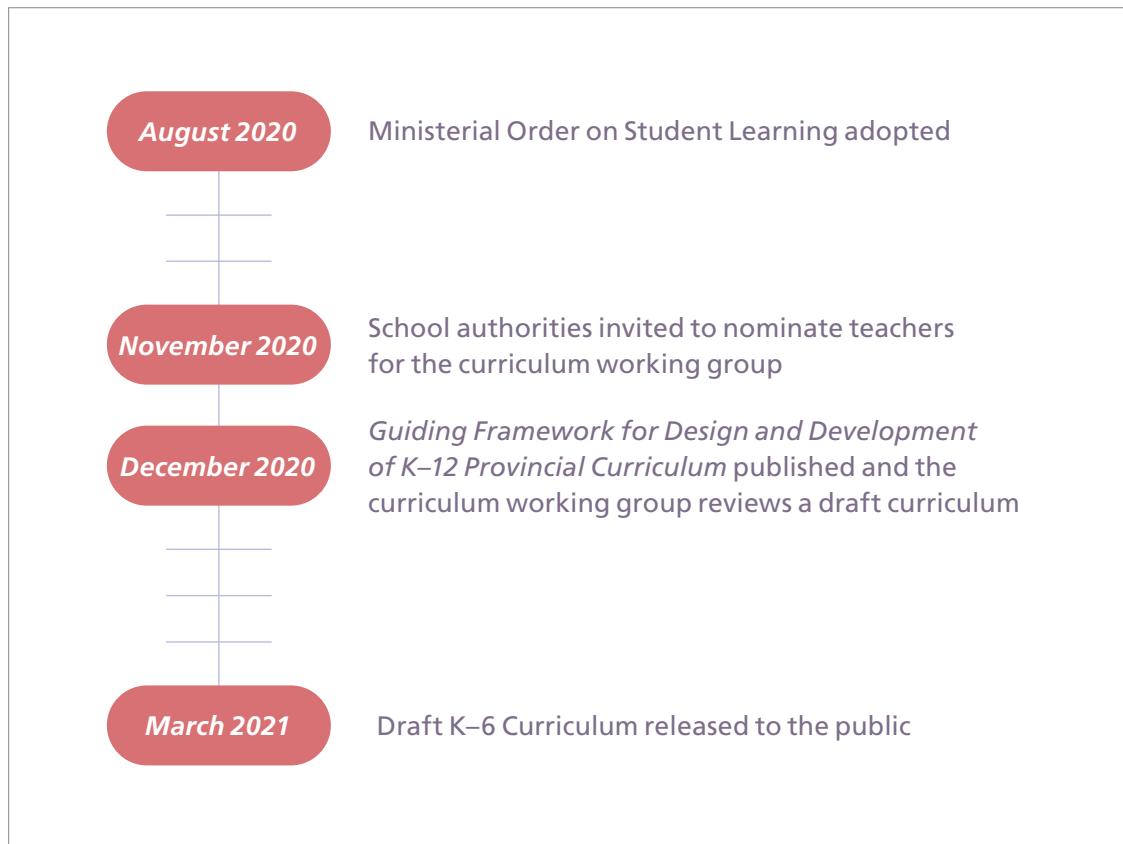 August 2020
Ministerial Order on Student Learning adopted
November 2020
School authorities invited to nominate teachers
for the curriculum working group
December 2020
Guiding Framework for Design and Development
of K–12 Provincial Curriculum published and the
curriculum working group reviews a draft curriculum
March 2021
Draft K–6 Curriculum released to the public